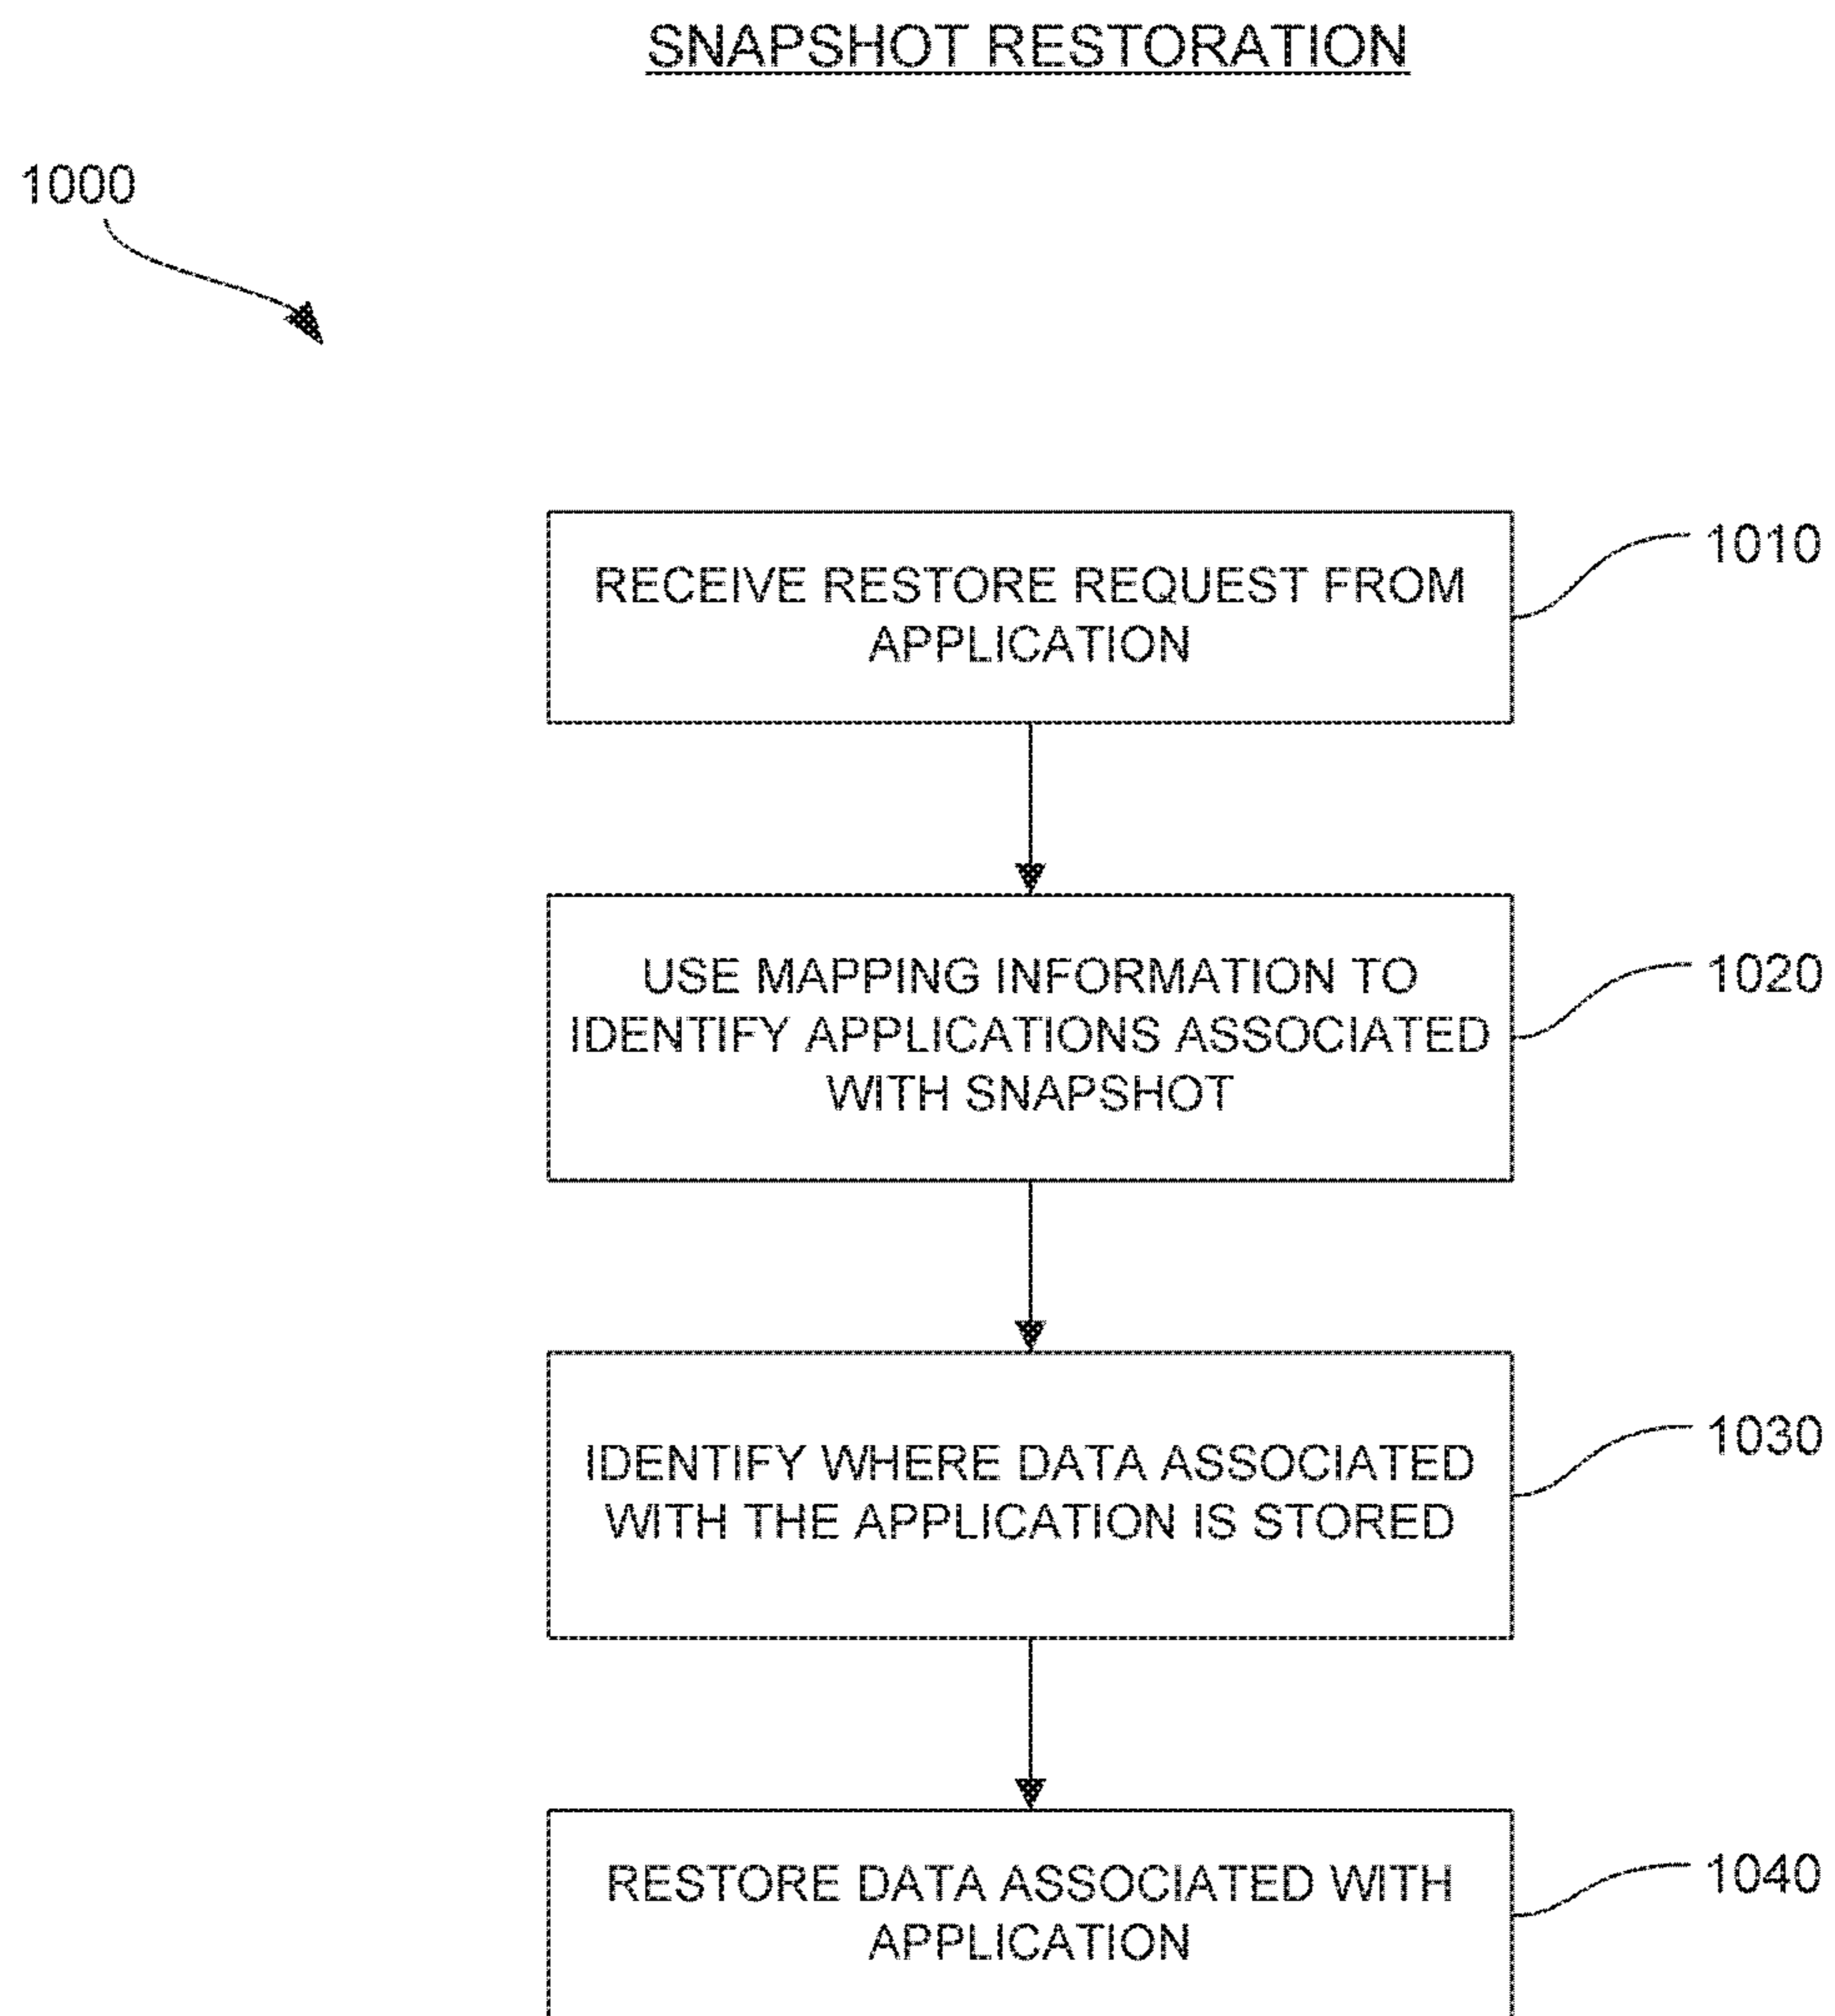 SNAPSHOT RESTORATION
1000
RECEIVE RESTORE REQUEST FROM
APPLICATION
1010
USE MAPPING INFORMATION TO
IDENTIFY APPLICATIONS ASSOCIATED
WITH SNAPSHOT
1020
IDENTIFY WHERE DATA ASSOCIATED
WITH THE APPLICATION IS STORED
1030
RESTORE DATA ASSOCIATED WITH
APPLICATION
1040